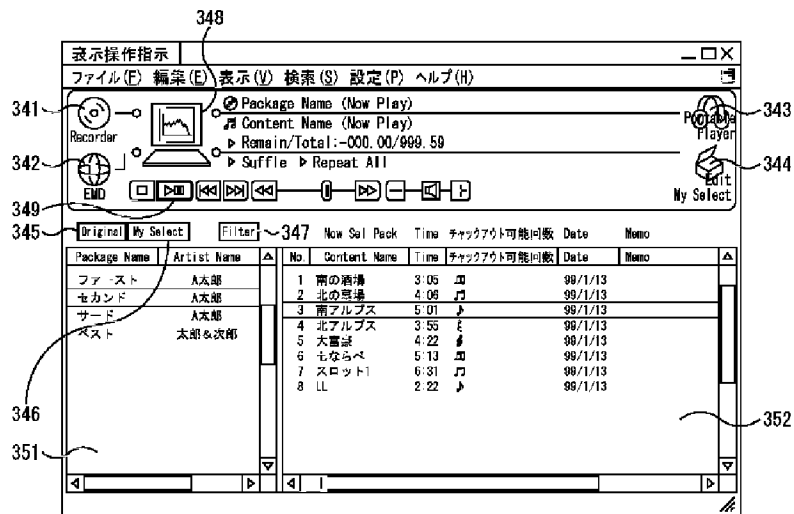 348
表示操作指示
ファイル(F) 編集(E) 表示(V) 検索(S) 設定(P) ヘルプ(H)
341
Recorder
342
EMD
Package Name (Now Play)
Content Name (Now Play)
Remain/Total:-000.00/999.59
Suffle Repeat All
Portable
Player
343
344
Edit
My Select
349
345
Original My Select Filter 347 Now Sel Pack Time チャックアウト可能回数 Date Memo
Package Name Artist Name
No. Content Name Time チャックアウト可能回数 Date Memo
ファースト A太郎
セカンド A太郎
サード A太郎
ベスト 太郎&次郎
1 南の酒場 3:05 99/1/13
2 北の 4:06 99/1/13
3 南アルプス 5:01 99/1/13
4 北アルプス 3:55 99/1/13
5 大富豪 4:22 99/1/13
6 七ならべ 5:13 99/1/13
7 スロット1 6:31 99/1/13
8 LL 2:22 99/1/13
346
351
352